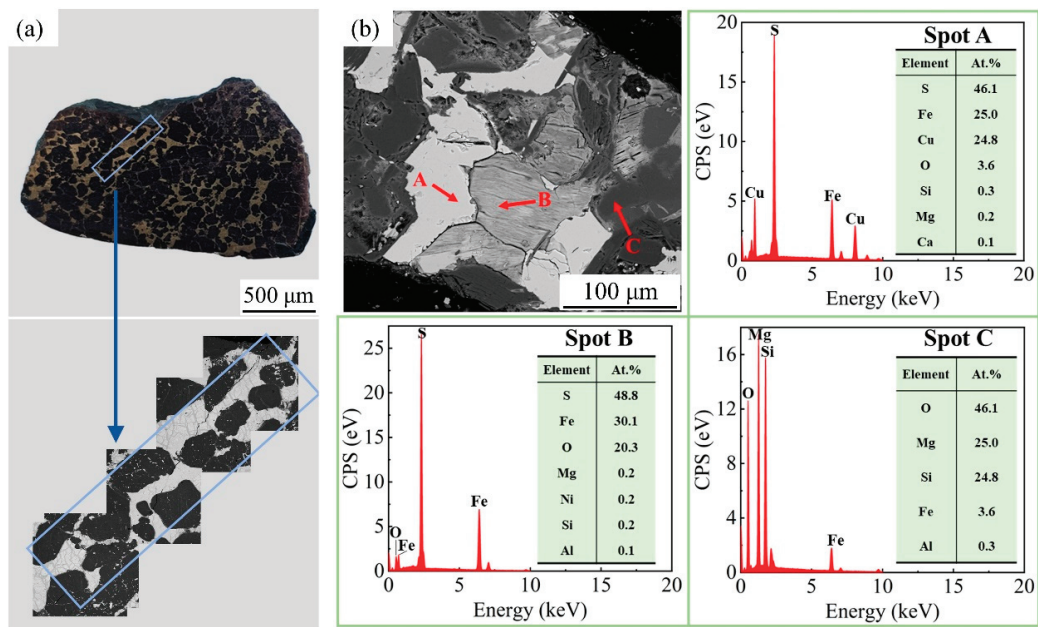 (a)
500 μm
(b)
A
B
C
100 μm
Spot A
Element At.%
S 46.1
Fe 25.0
Cu 24.8
O 3.6
Si 0.3
Mg 0.2
Ca 0.1
S
Cu
Fe
Cu
CPS (eV)
20
15
10
5
0
0 5 10 15 20
Energy (keV)
Spot B
Element At.%
S 48.8
Fe 30.1
O 20.3
Mg 0.2
Ni 0.2
Si 0.2
Al 0.1
S
O
Fe
Fe
CPS (eV)
25
20
15
10
5
0
0 5 10 15 20
Energy (keV)
Spot C
Element At.%
O 46.1
Mg 25.0
Si 24.8
Fe 3.6
Al 0.3
Mg
Si
O
Fe
CPS (eV)
16
12
8
4
0
0 5 10 15 20
Energy (keV)